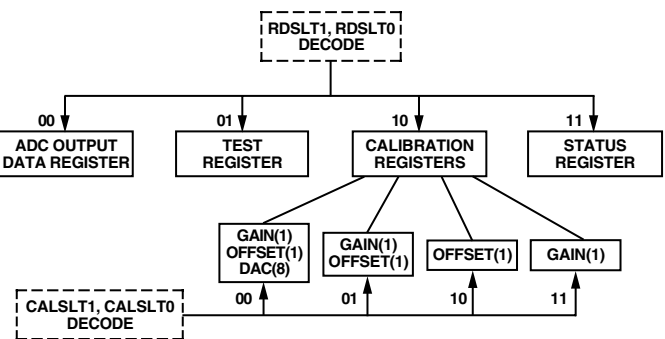 RDSLT1, RDSLT0
DECODE
00
01
10
11
ADC OUTPUT
DATA REGISTER
TEST
REGISTER
CALIBRATION
REGISTERS
STATUS
REGISTER
GAIN(1)
OFFSET(1)
DAC(8)
GAIN(1)
OFFSET(1)
OFFSET(1)
GAIN(1)
00
01
10
11
CALSLT1, CALSLT0
DECODE